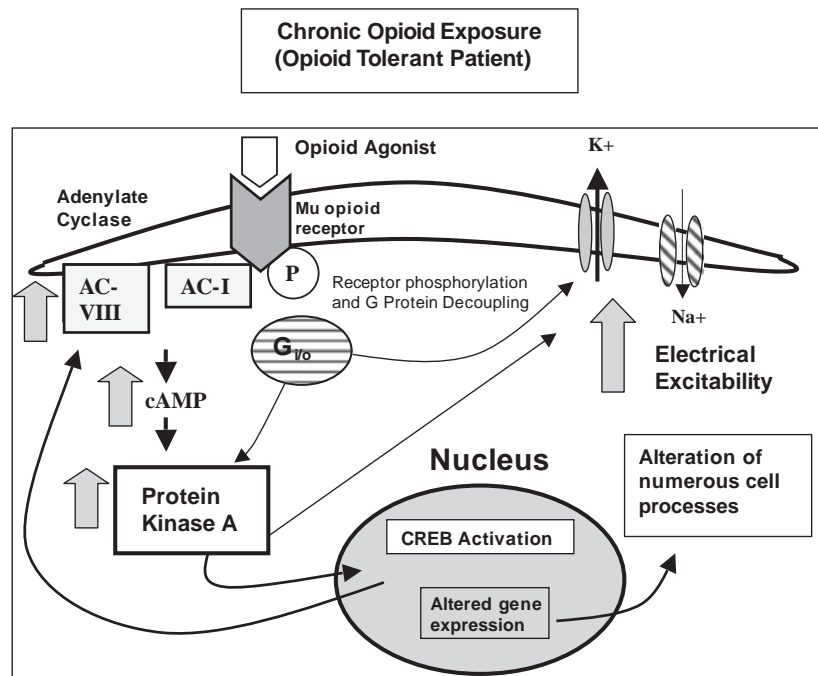 Chronic Opioid Exposure
(Opioid Tolerant Patient)
Opioid Agonist
K+
Adenylate
Cyclase
Mu opioid
receptor
P
AC-
VIII
AC-I
Receptor phosphorylation
and G Protein Decoupling
Na+
G i/o
Electrical
Excitability
cAMP
Nucleus
Alteration of
numerous cell
processes
Protein
Kinase A
CREB Activation
Altered gene
expression